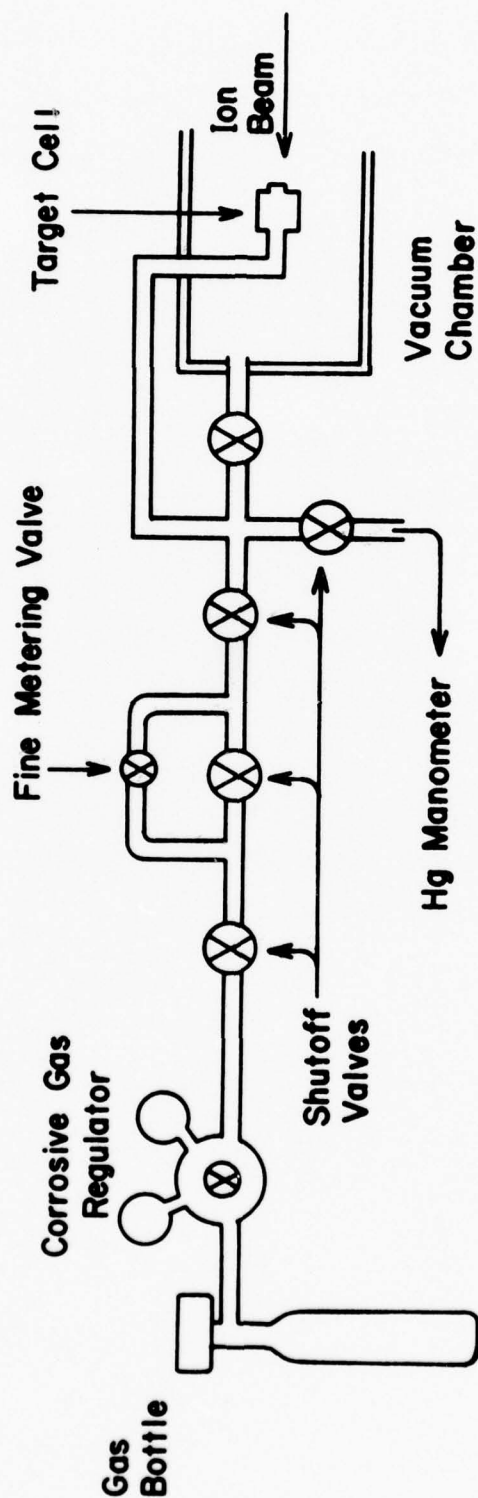 Gas
Bottle
Corrosive Gas
Regulator
Fine Metering Valve
Target Cell
Ion
Beam
Shutoff
Valves
Hg Manometer
Vacuum
Chamber